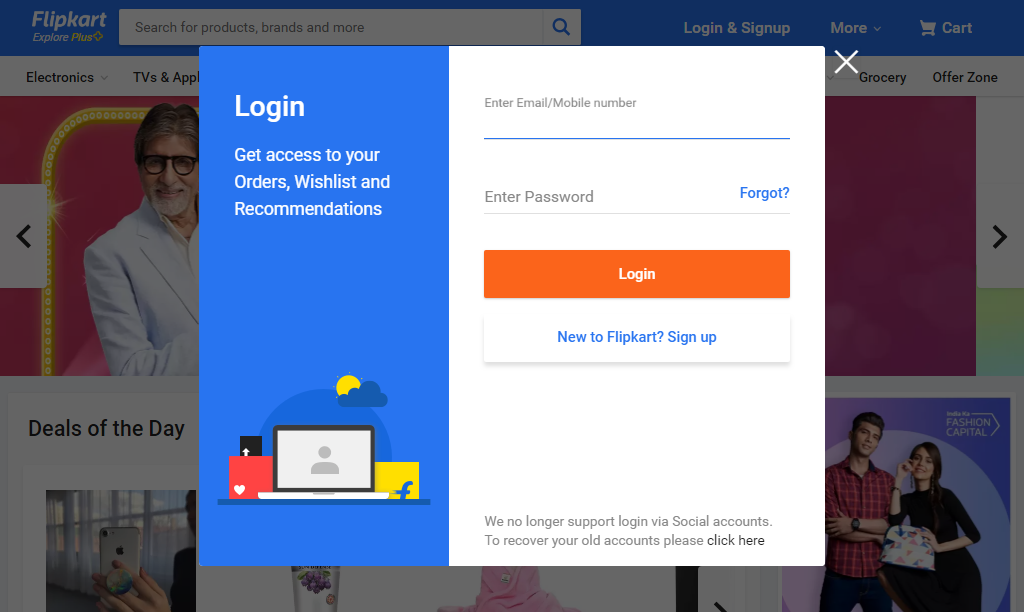 Flipkart
Explore Plus
Search for products, brands and more
Login & Signup
More
Cart
Electronics
TVs & Appl
Grocery
Offer Zone
Login
Get access to your
Orders, Wishlist and
Recommendations
Enter Email/Mobile number
Enter Password
Forgot?
Login
New to Flipkart? Sign up
We no longer support login via Social accounts.
To recover your old accounts please click here
Deals of the Day
India Ka
FASHION
CAPITAL